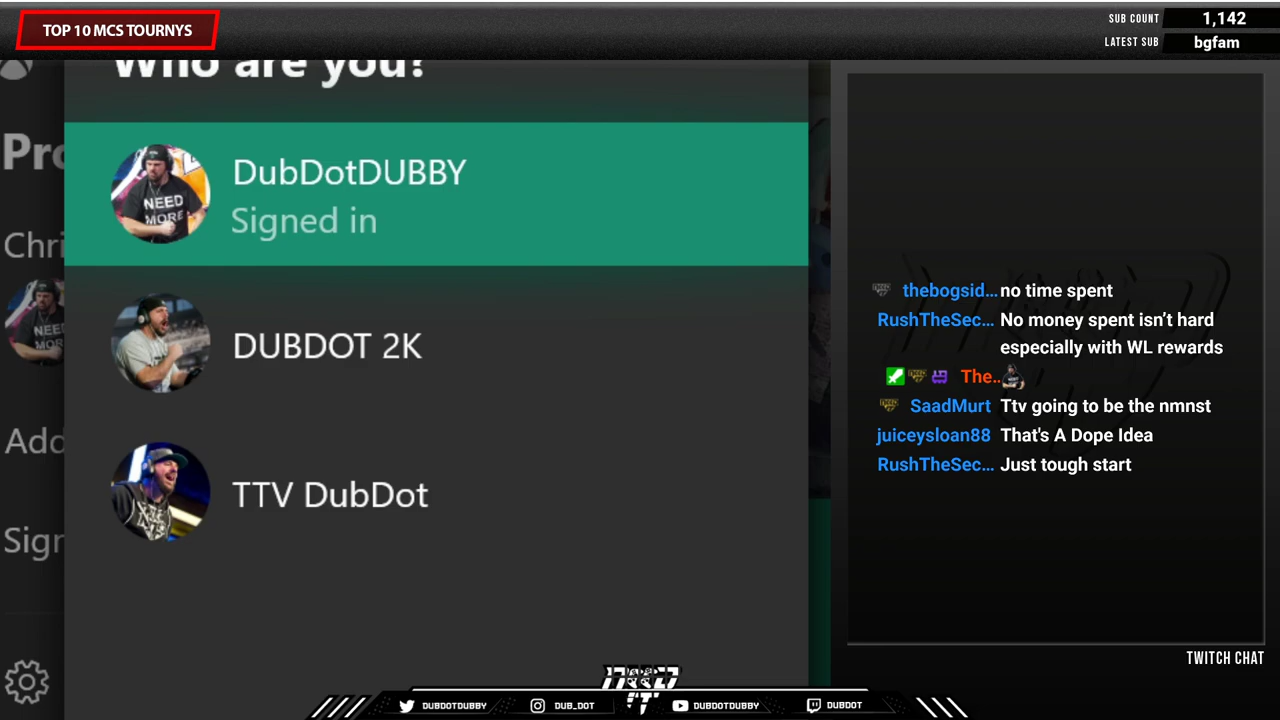 TOP 10 MCS TOURNYS
SUB COUNT 1,142
LATEST SUB bgfam
Who are you?
DubDotDUBBY
Signed in
DUBDOT 2K
TTV DubDot
Pro
Chri
Add
Sign
NEED
MORE
thebogsid... no time spent
RushTheSec... No money spent isn't hard
especially with WL rewards
The..
SaadMurt Ttv going to be the nmnst
juiceysloan88 That's A Dope Idea
RushTheSec... Just tough start
TWITCH CHAT
DUBDOTDUBBY
DUB_DOT
DUBDOTDUBBY
DUBDOT